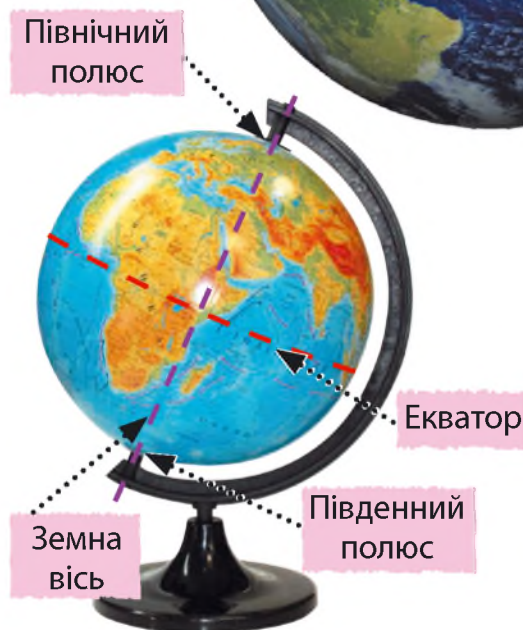 Північний
полюс
Екватор
Південний
полюс
Земна
вісь